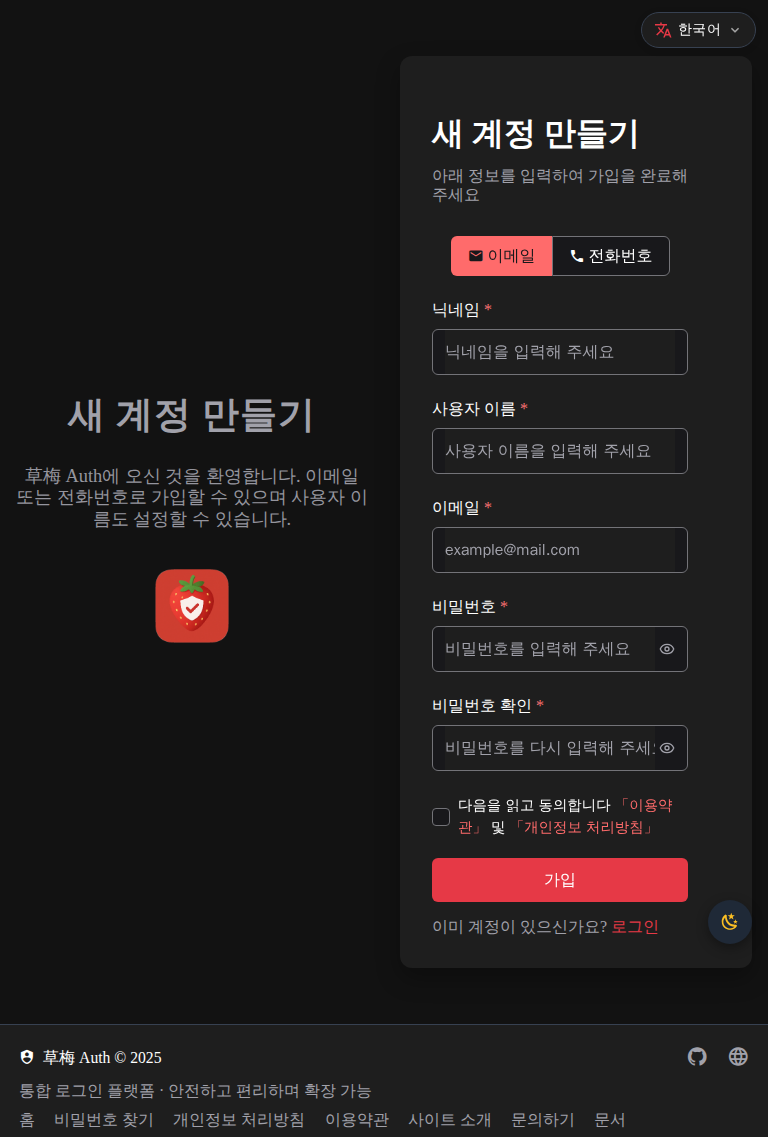 한국어
새 계정 만들기
아래 정보를 입력하여 가입을 완료해
주세요
이메일
전화번호
닉네임 *
닉네임을 입력해 주세요
사용자 이름 *
사용자 이름을 입력해 주세요
이메일 *
example@mail.com
비밀번호 *
비밀번호를 입력해 주세요
비밀번호 확인 *
비밀번호를 다시 입력해 주세요
다음을 읽고 동의합니다 「이용약
관」 및 「개인정보 처리방침」
가입
이미 계정이 있으신가요? 로그인
새 계정 만들기
草梅 Auth에 오신 것을 환영합니다. 이메일
또는 전화번호로 가입할 수 있으며 사용자 이
름도 설정할 수 있습니다.
草梅 Auth © 2025
통합 로그인 플랫폼 · 안전하고 편리하며 확장 가능
홈 비밀번호 찾기 개인정보 처리방침 이용약관 사이트 소개 문의하기 문서